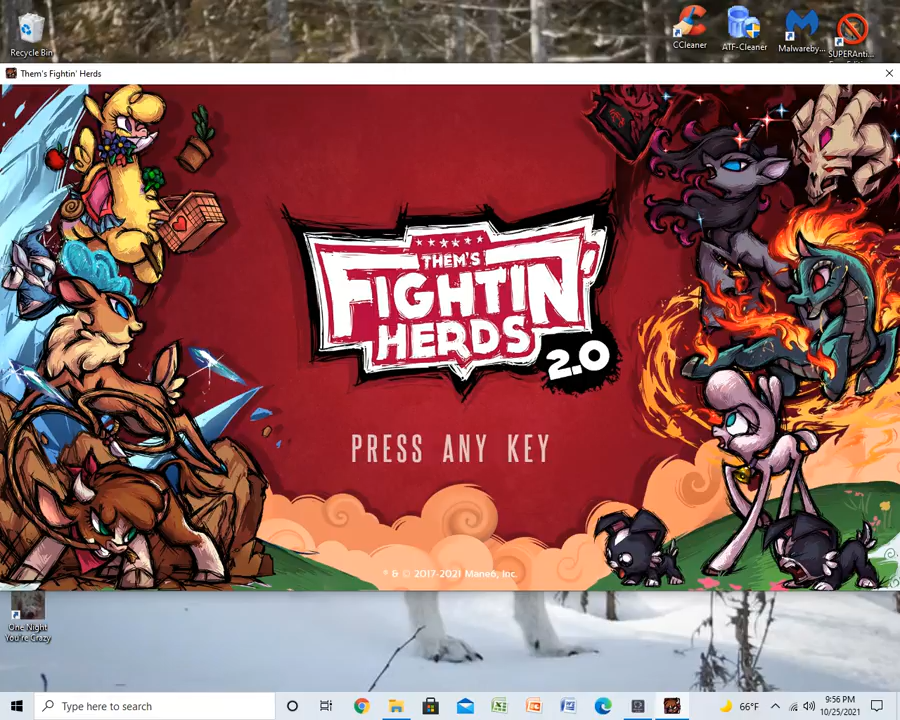 Recycle Bin
CCleaner
ATF-Cleaner
Malwareby...
SUPERAnti...
Them's Fightin' Herds
THEM'S
FIGHTIN'
HERDS
2.0
PRESS ANY KEY
* & © 2017-2021 Mane6, Inc.
One Night
You're Crazy
Type here to search
66°F
9:56 PM
10/25/2021